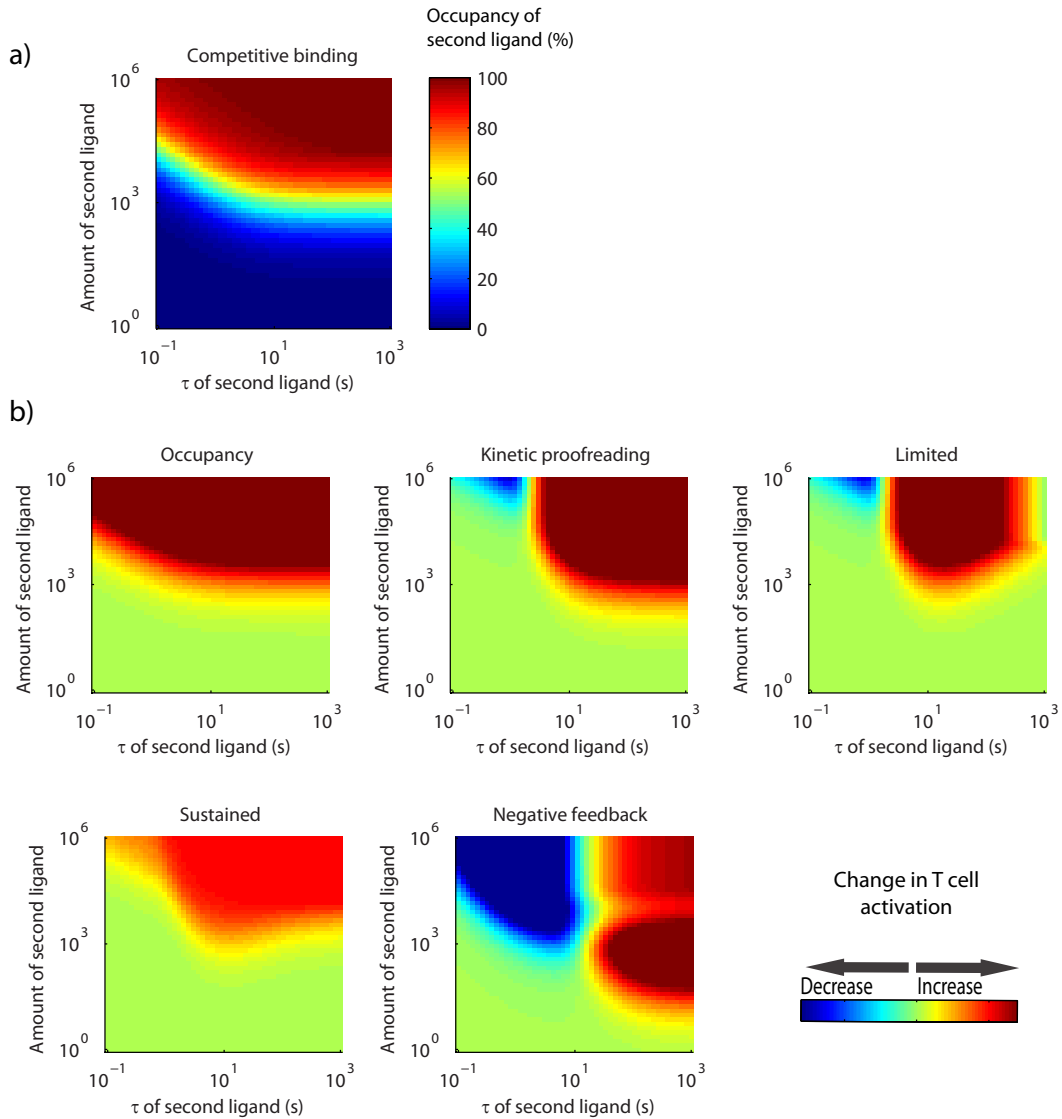 a)
Competitive binding
Occupancy of
second ligand (%)
Amount of second ligand
10^6
10^3
10^0
10^−1
10^1
10^3
τ of second ligand (s)
100
80
60
40
20
0
b)
Occupancy
Amount of second ligand
10^6
10^3
10^0
10^−1
10^1
10^3
τ of second ligand (s)
Kinetic proofreading
Amount of second ligand
10^6
10^3
10^0
10^−1
10^1
10^3
τ of second ligand (s)
Limited
Amount of second ligand
10^6
10^3
10^0
10^−1
10^1
10^3
τ of second ligand (s)
Sustained
Amount of second ligand
10^6
10^3
10^0
10^−1
10^1
10^3
τ of second ligand (s)
Negative feedback
Amount of second ligand
10^6
10^3
10^0
10^−1
10^1
10^3
τ of second ligand (s)
Change in T cell
activation
Decrease Increase